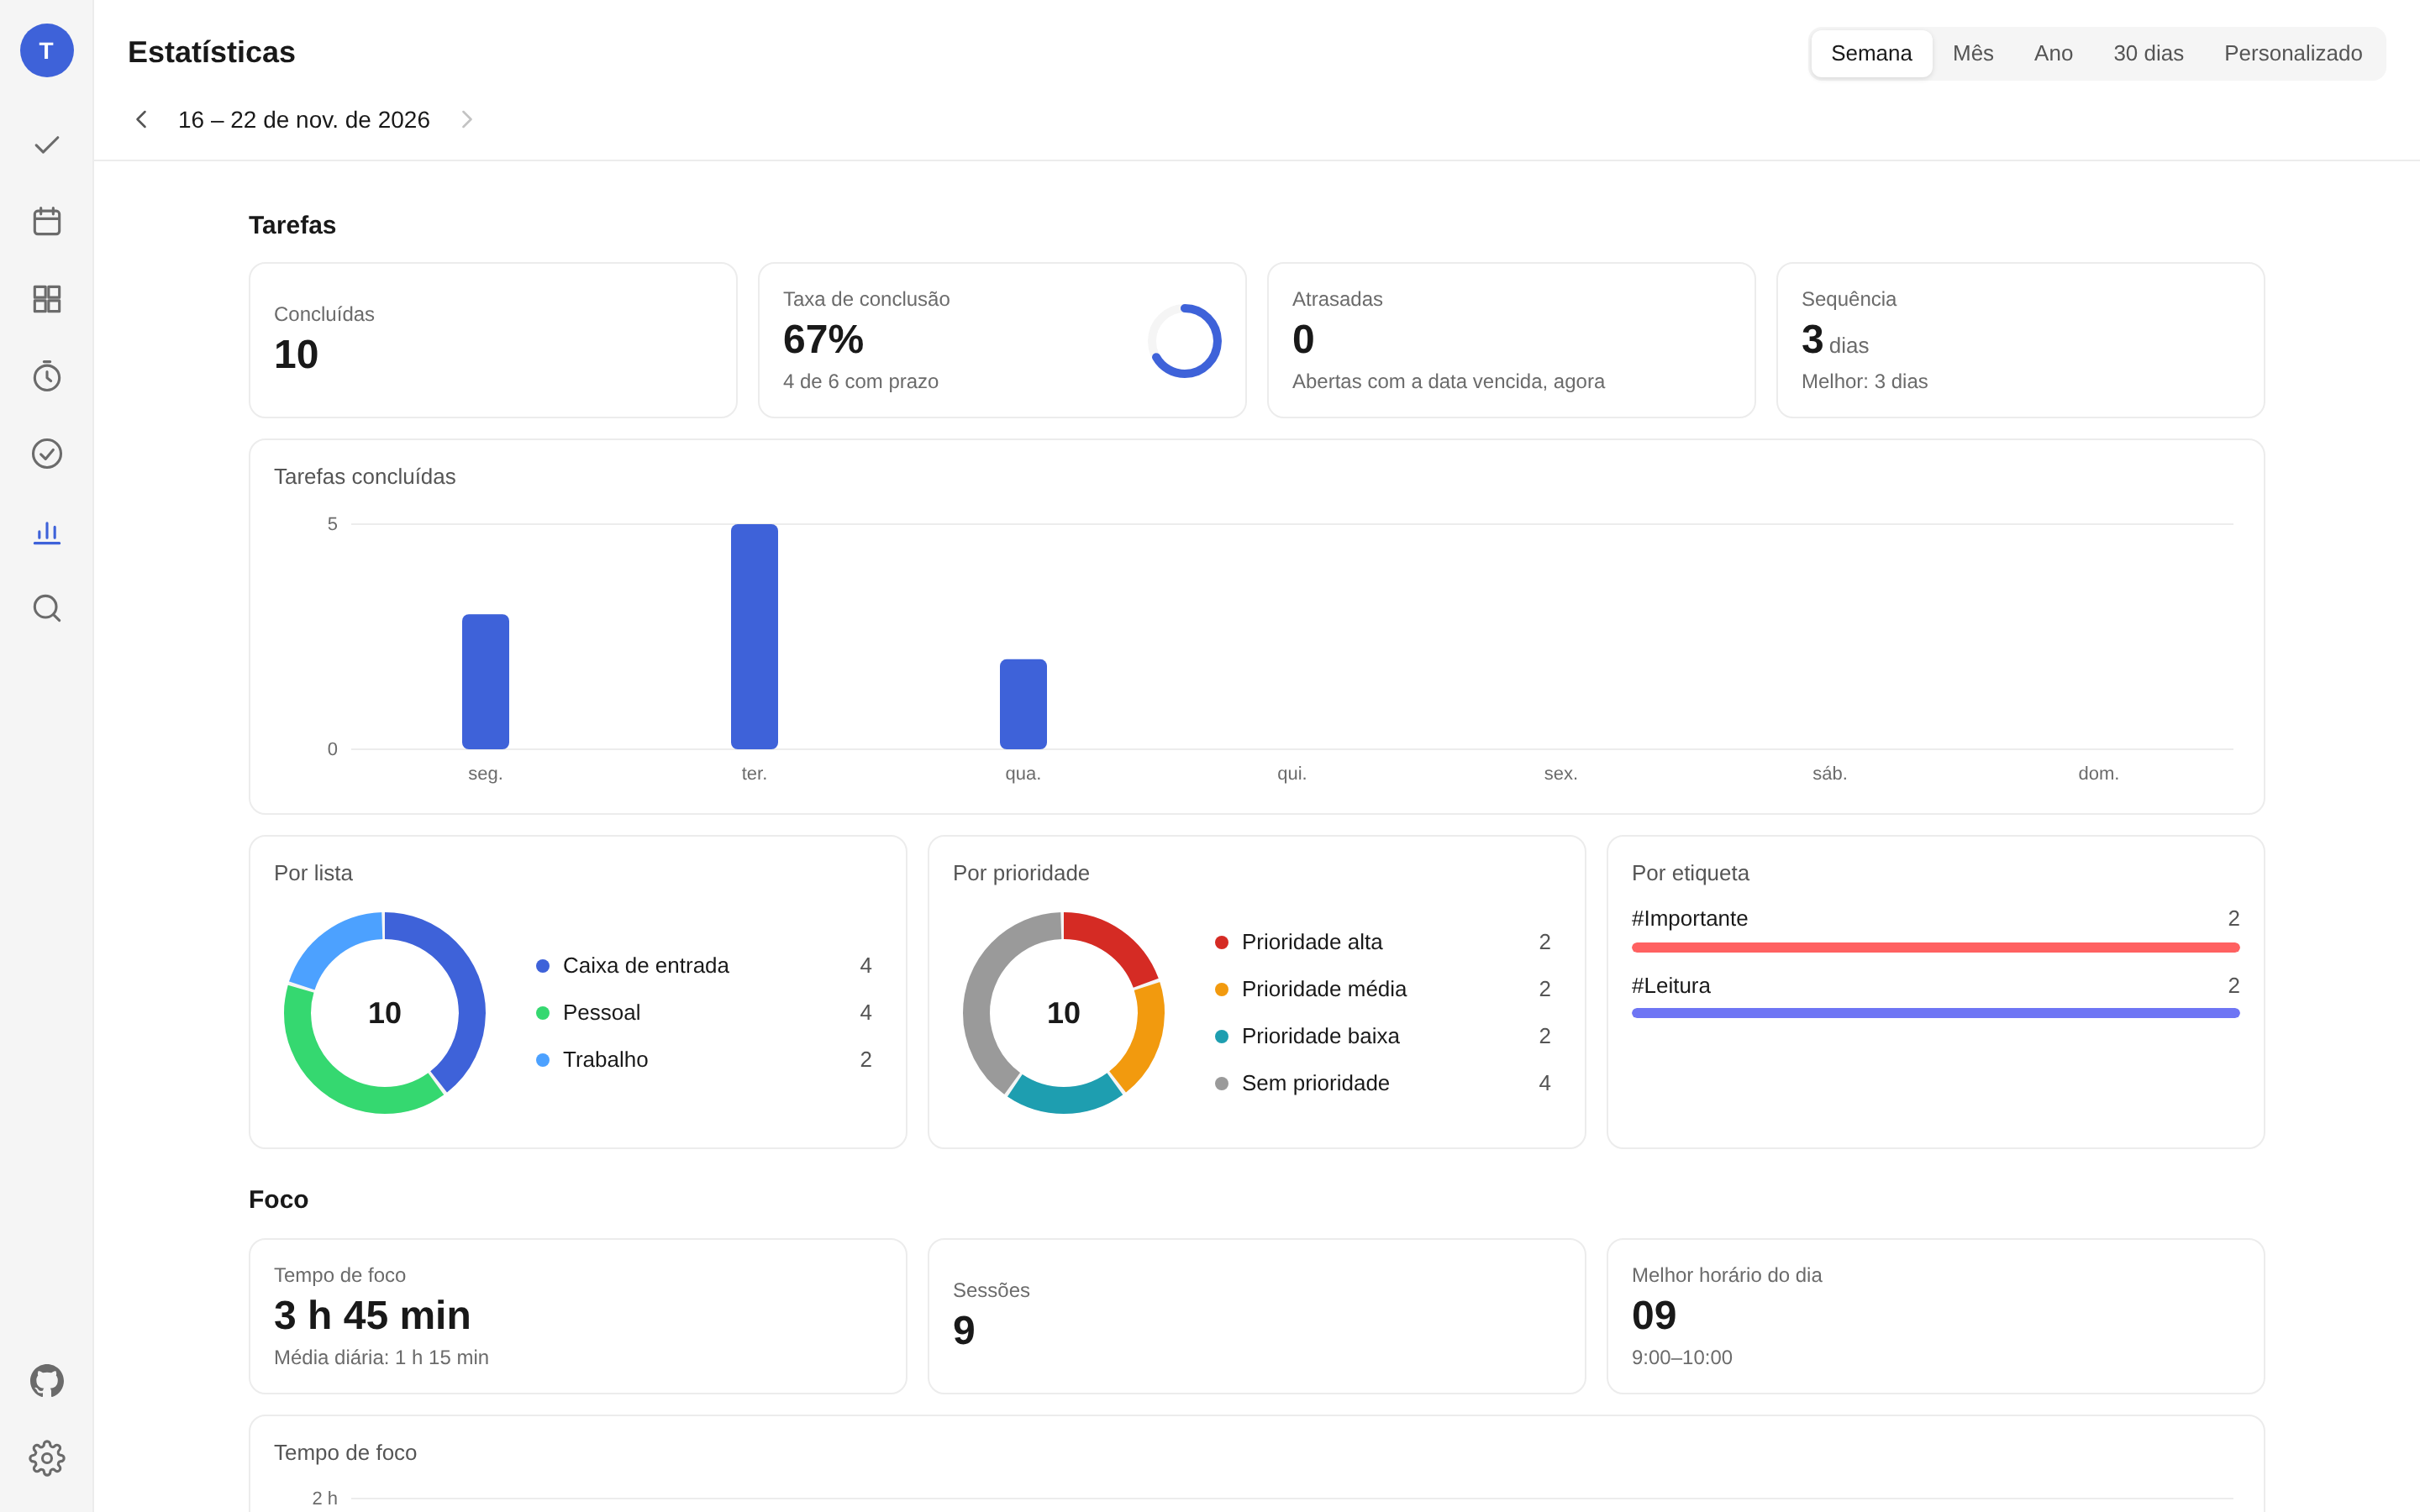 T
Estatísticas
Semana Mês Ano 30 dias Personalizado
16 – 22 de nov. de 2026
Tarefas
Concluídas
10
Taxa de conclusão
67%
4 de 6 com prazo
Atrasadas
0
Abertas com a data vencida, agora
Sequência
3 dias
Melhor: 3 dias
Tarefas concluídas
5
0
seg. ter. qua. qui. sex. sáb. dom.
Por lista
10
Caixa de entrada 4
Pessoal 4
Trabalho 2
Por prioridade
10
Prioridade alta 2
Prioridade média 2
Prioridade baixa 2
Sem prioridade 4
Por etiqueta
#Importante 2
#Leitura 2
Foco
Tempo de foco
3 h 45 min
Média diária: 1 h 15 min
Sessões
9
Melhor horário do dia
09
9:00–10:00
Tempo de foco
2 h